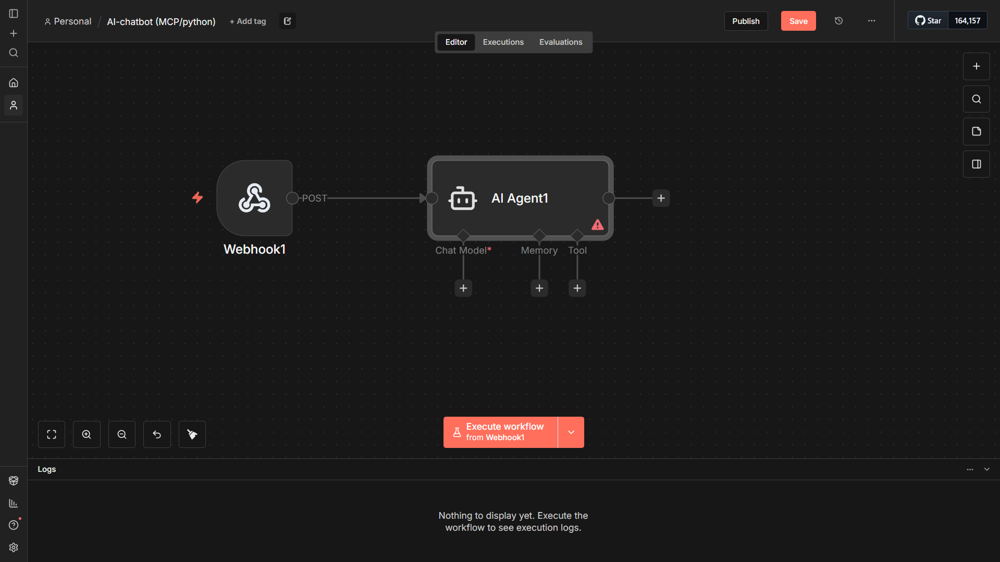 Personal / AI-chatbot (MCP/python) + Add tag
Publish
Save
Star 164,157
Editor Executions Evaluations
POST
AI Agent1
Webhook1
Chat Model* Memory Tool
Execute workflow
from Webhook1
Logs
Nothing to display yet. Execute the
workflow to see execution logs.